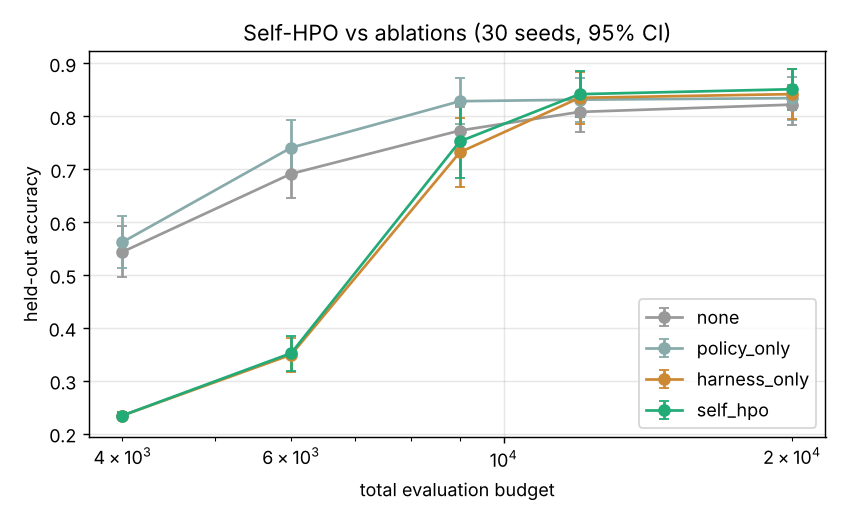 Self-HPO vs ablations (30 seeds, 95% CI)
held-out accuracy
0.9
0.8
0.7
0.6
0.5
0.4
0.3
0.2
none
policy_only
harness_only
self_hpo
4 × 10³
6 × 10³
10⁴
2 × 10⁴
total evaluation budget